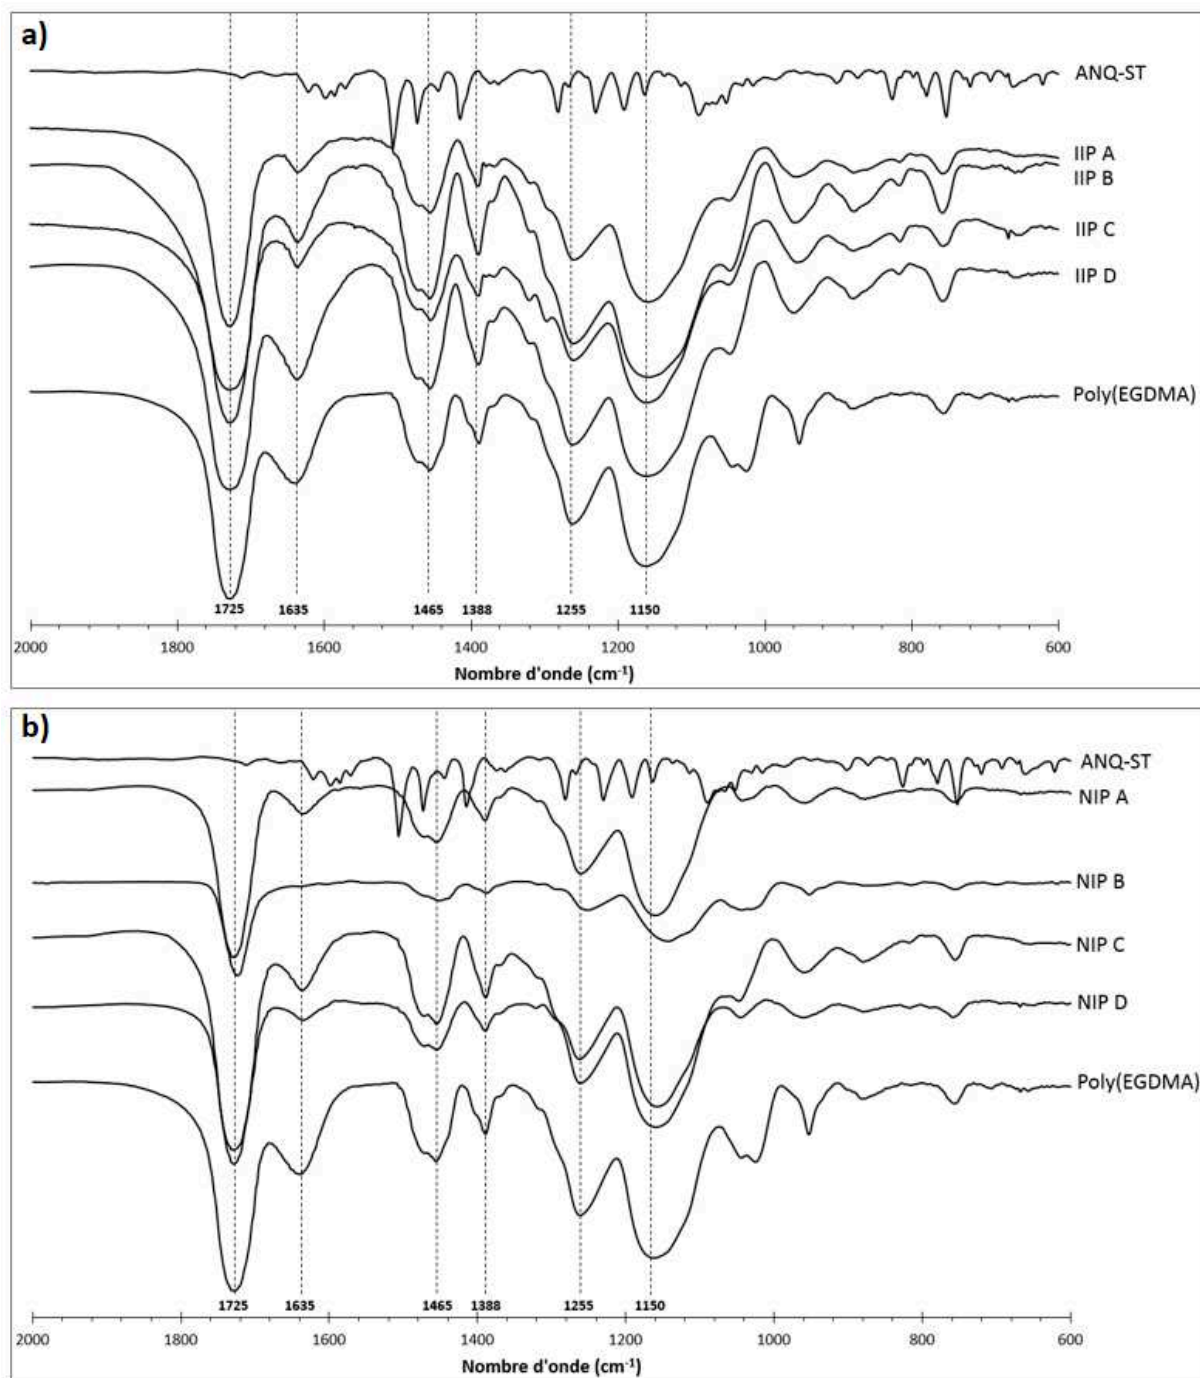 a)
ANQ-ST
IIP A
IIP B
IIP C
IIP D
Poly(EGDMA)
1725 1635 1465 1388 1255 1150
2000 1800 1600 1400 1200 1000 800 600
Nombre d'onde (cm⁻¹)
b)
ANQ-ST
NIP A
NIP B
NIP C
NIP D
Poly(EGDMA)
1725 1635 1465 1388 1255 1150
2000 1800 1600 1400 1200 1000 800 600
Nombre d'onde (cm⁻¹)